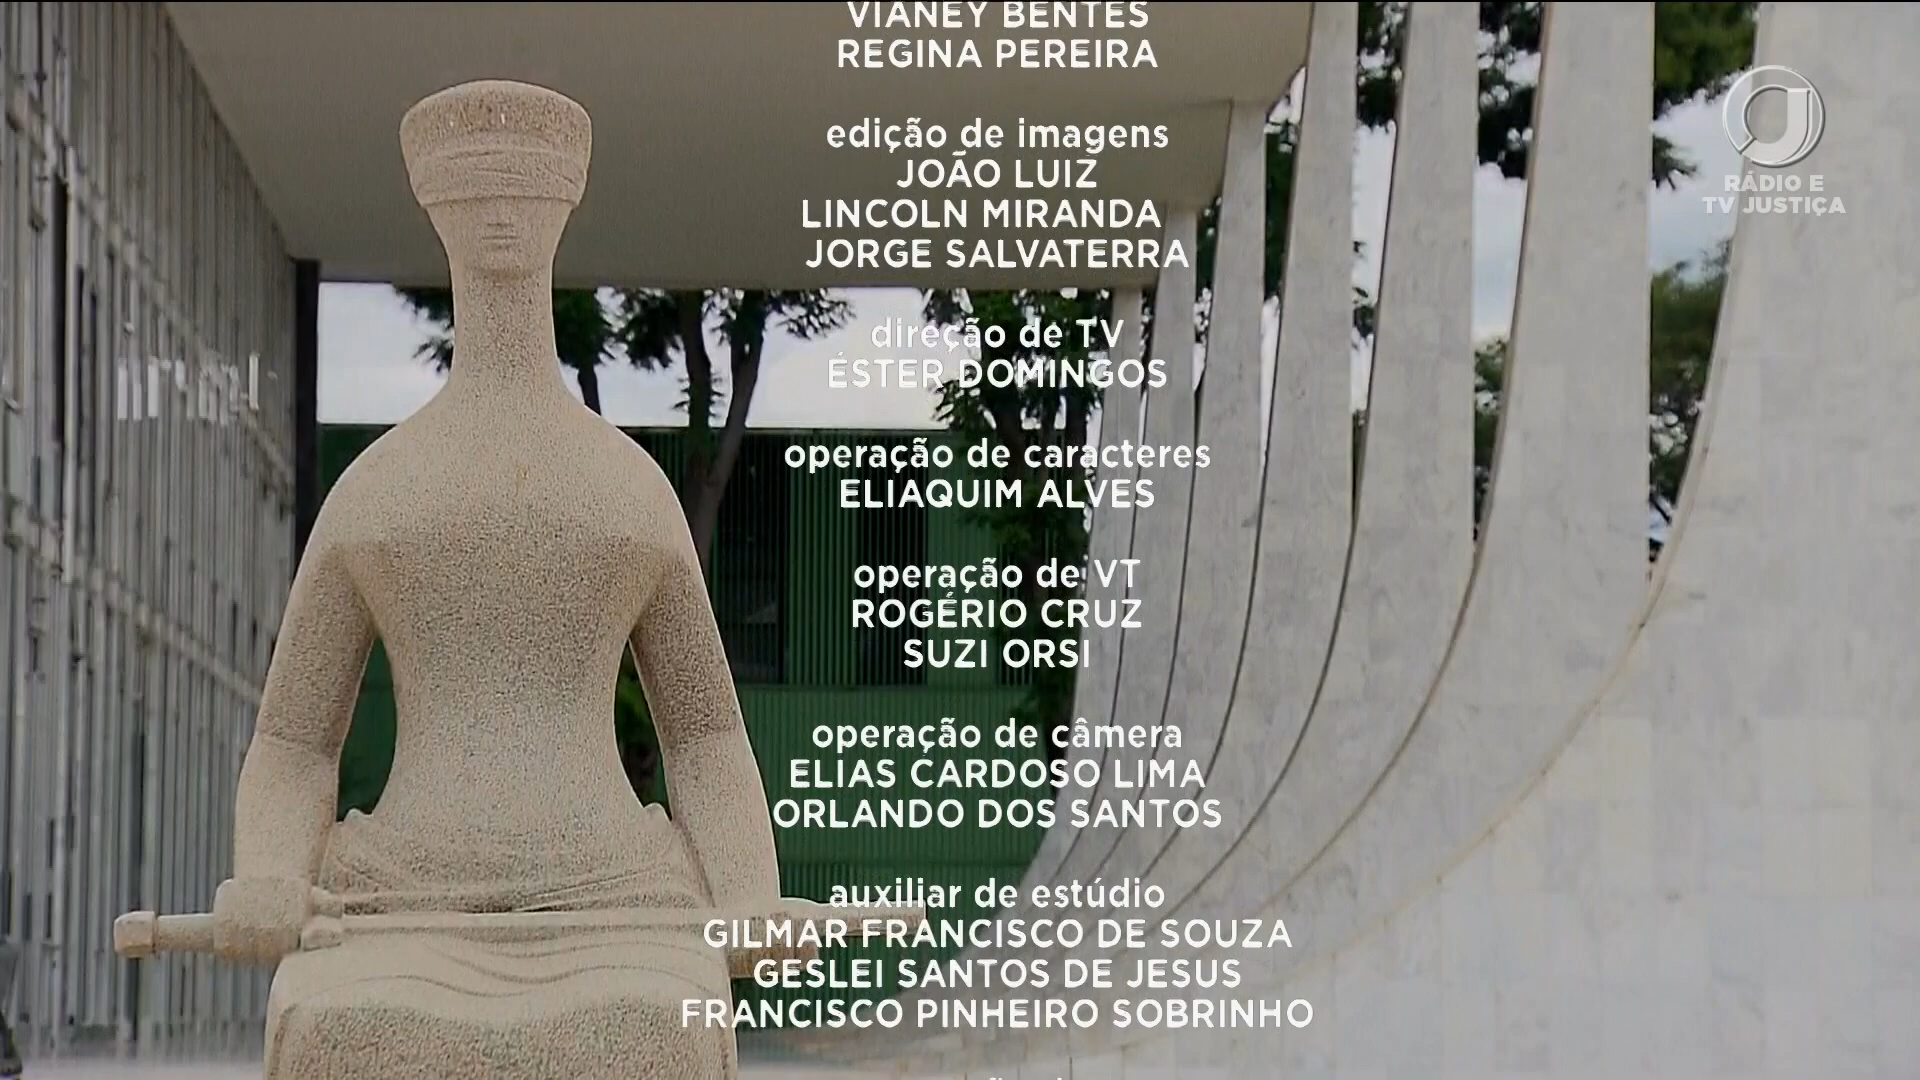 VIANEY BENTES
REGINA PEREIRA
edição de imagens
JOÃO LUIZ
LINCOLN MIRANDA
JORGE SALVATERRA
direção de TV
ÉSTER DOMINGOS
operação de caracteres
ELIAQUIM ALVES
operação de VT
ROGÉRIO CRUZ
SUZI ORSI
operação de câmera
ELIAS CARDOSO LIMA
ORLANDO DOS SANTOS
auxiliar de estúdio
GILMAR FRANCISCO DE SOUZA
GESLEI SANTOS DE JESUS
FRANCISCO PINHEIRO SOBRINHO
RÁDIO E
TV JUSTIÇA